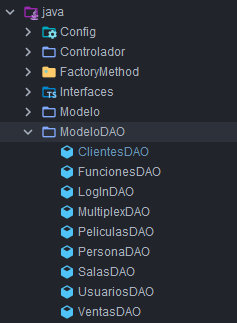 java
Config
Controlador
FactoryMethod
Interfaces
Modelo
ModeloDAO
ClientesDAO
FuncionesDAO
LogInDAO
MultiplexDAO
PeliculasDAO
PersonaDAO
SalasDAO
UsuariosDAO
VentasDAO